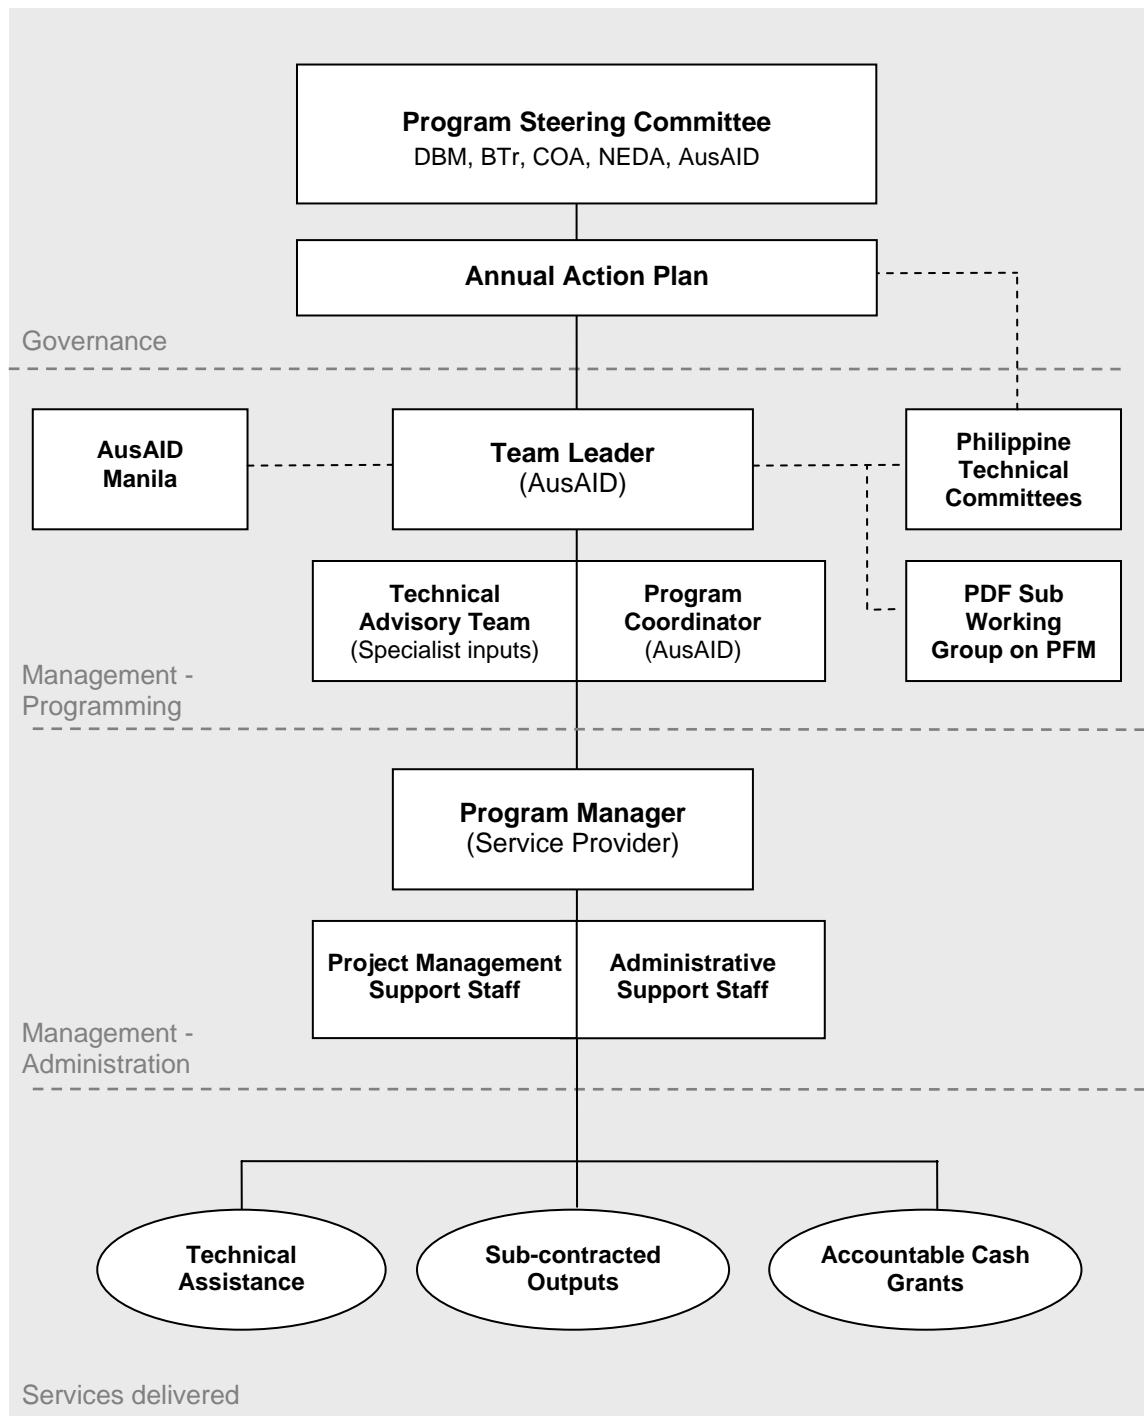 Program Steering Committee
DBM, BTr, COA, NEDA, AusAID
Annual Action Plan
Governance
AusAID
Manila
Team Leader
(AusAID)
Philippine
Technical
Committees
Technical
Advisory Team
(Specialist inputs)
Program
Coordinator
(AusAID)
PDF Sub
Working
Group on PFM
Management -
Programming
Program Manager
(Service Provider)
Project Management
Support Staff
Administrative
Support Staff
Management -
Administration
Technical
Assistance
Sub-contracted
Outputs
Accountable Cash
Grants
Services delivered